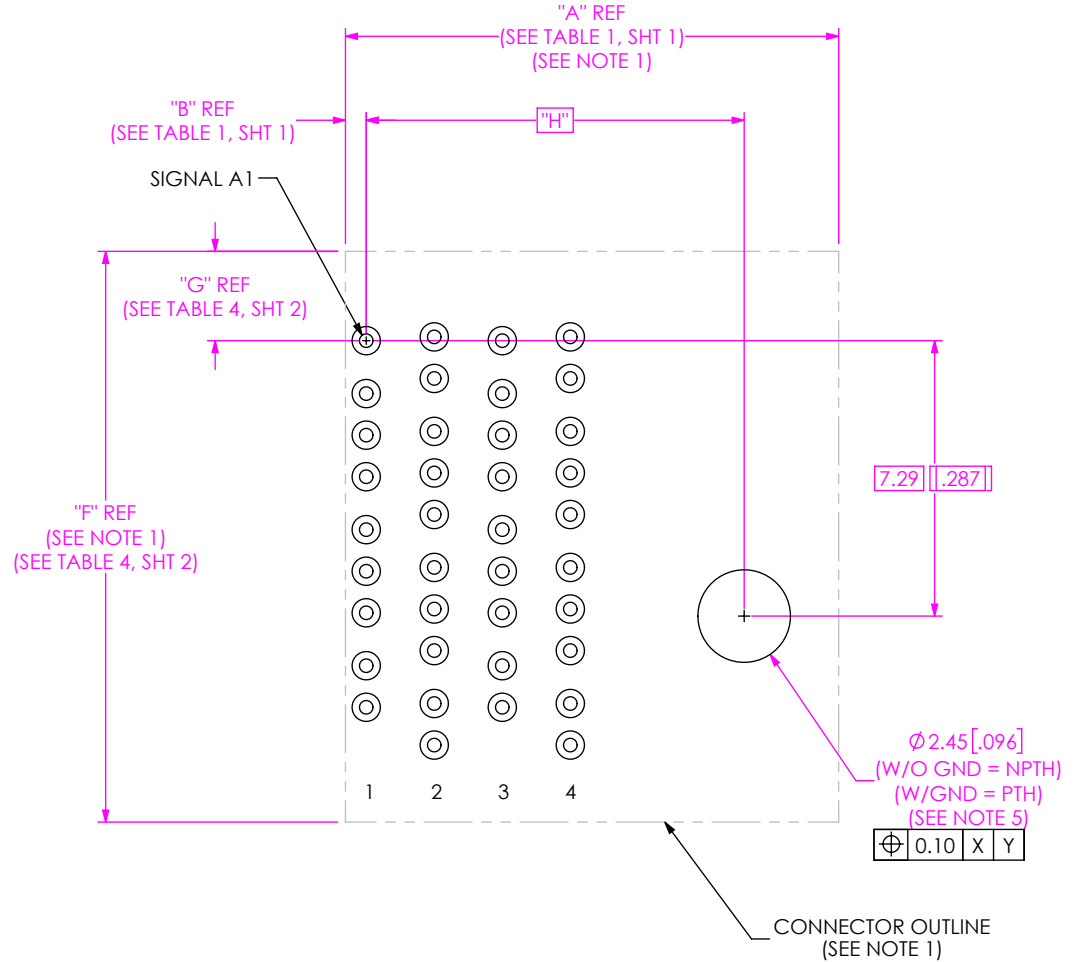 "A" REF
(SEE TABLE 1, SHT 1)
(SEE NOTE 1)
"B" REF
(SEE TABLE 1, SHT 1)
"H"
SIGNAL A1
"G" REF
(SEE TABLE 4, SHT 2)
7.29 [.287]
"F" REF
(SEE NOTE 1)
(SEE TABLE 4, SHT 2)
Ø2.45[.096]
(W/O GND = NPTH)
(W/GND = PTH)
(SEE NOTE 5)
⌖ 0.10 X Y
1 2 3 4
CONNECTOR OUTLINE
(SEE NOTE 1)